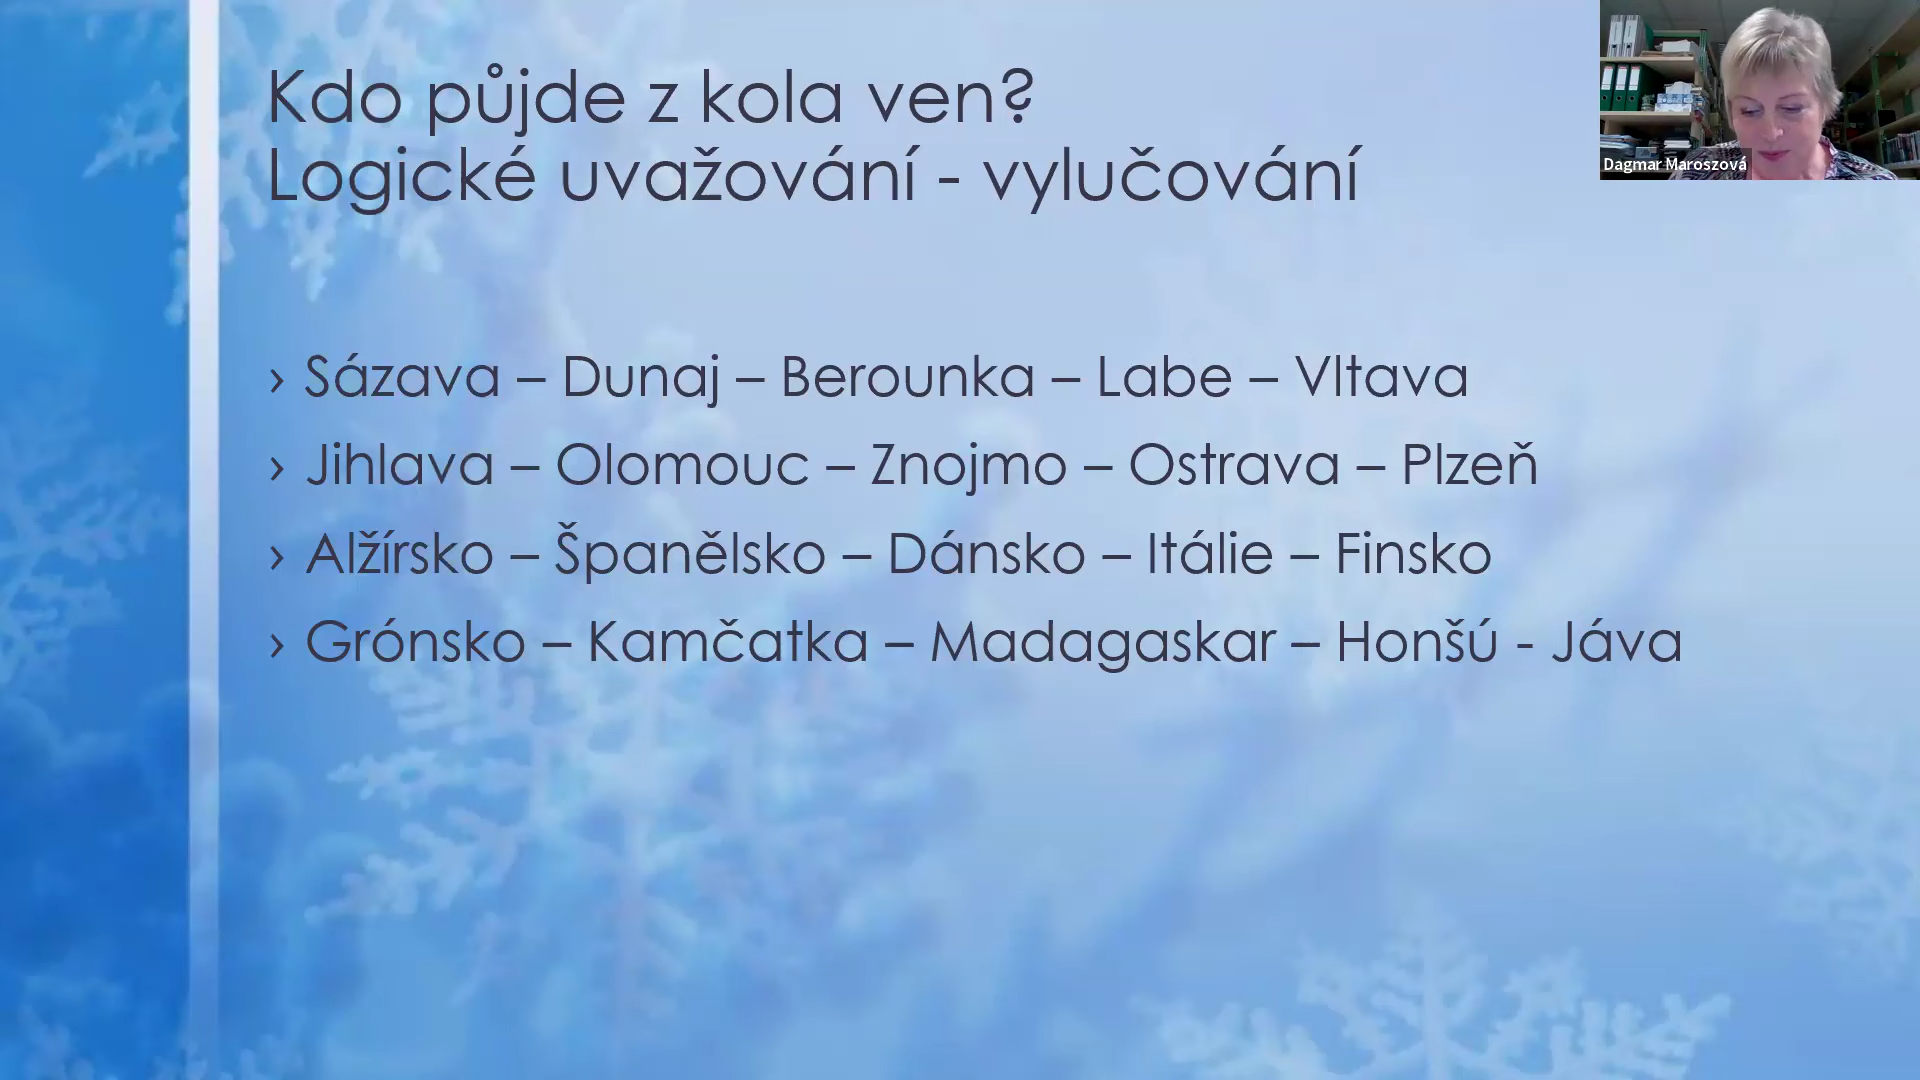 Kdo půjde z kola ven?
Logické uvažování - vylučování
Dagmar Maroszová
› Sázava – Dunaj – Berounka – Labe – Vltava
› Jihlava – Olomouc – Znojmo – Ostrava – Plzeň
› Alžírsko – Španělsko – Dánsko – Itálie – Finsko
› Grónsko – Kamčatka – Madagaskar – Honšú - Jáva